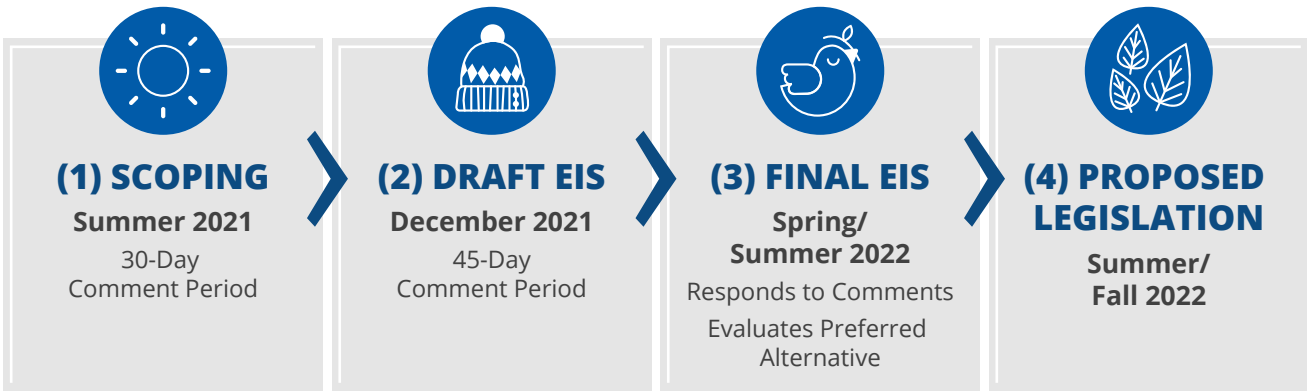 (1) SCOPING
Summer 2021
30-Day
Comment Period
(2) DRAFT EIS
December 2021
45-Day
Comment Period
(3) FINAL EIS
Spring/
Summer 2022
Responds to Comments
Evaluates Preferred
Alternative
(4) PROPOSED
LEGISLATION
Summer/
Fall 2022